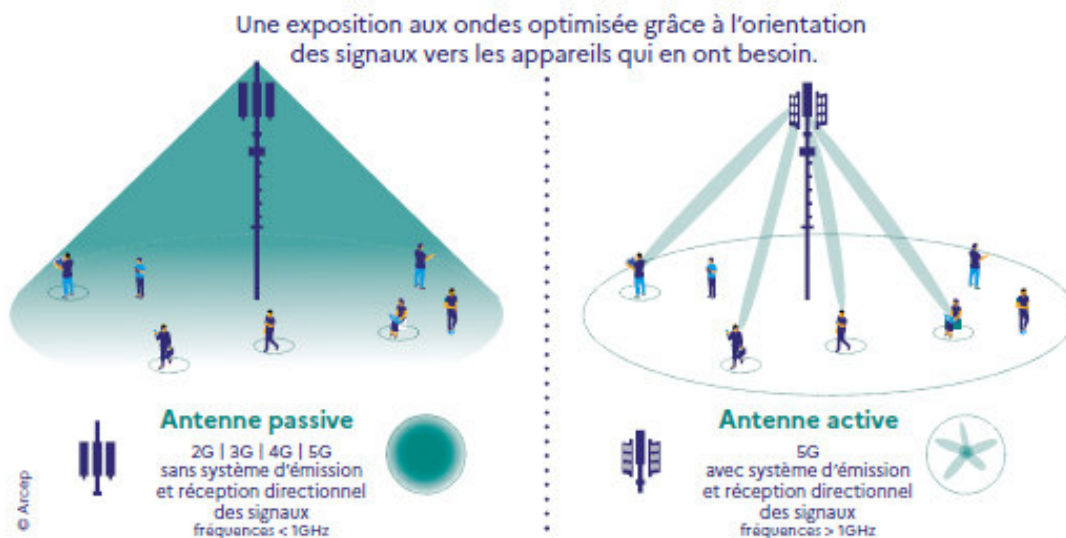 Une exposition aux ondes optimisée grâce à l'orientation
des signaux vers les appareils qui en ont besoin.
Antenne passive
2G | 3G | 4G | 5G
sans système d'émission
et réception directionnel
des signaux
fréquences < 1GHz
Antenne active
5G
avec système d'émission
et réception directionnel
des signaux
fréquences > 1GHz
© Arcep